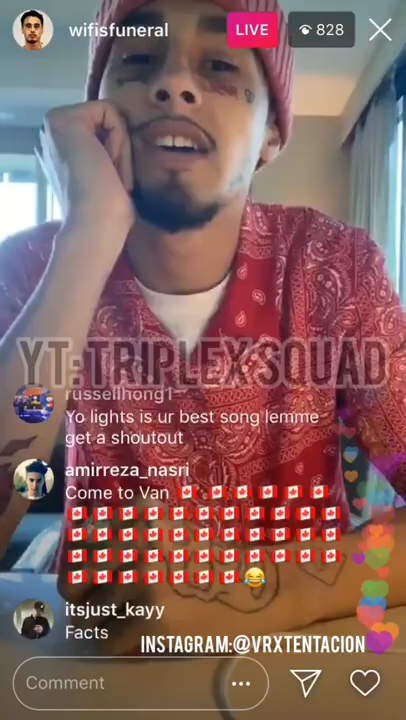 wifisfuneral
LIVE
828
YT:TRIPLEXSQUAD
russellhong1
Yo lights is ur best song lemme
get a shoutout
amirreza_nasri
Come to Van 🇨🇦 🇨🇦 🇨🇦 🇨🇦 🇨🇦 🇨🇦
🇨🇦 🇨🇦 🇨🇦 🇨🇦 🇨🇦 🇨🇦 🇨🇦 🇨🇦 🇨🇦 🇨🇦 🇨🇦
🇨🇦 🇨🇦 🇨🇦 🇨🇦 🇨🇦 🇨🇦 🇨🇦 🇨🇦 🇨🇦 🇨🇦 🇨🇦
🇨🇦 🇨🇦 🇨🇦 🇨🇦 🇨🇦 🇨🇦 🇨🇦 🇨🇦 🇨🇦 🇨🇦 🇨🇦
🇨🇦 🇨🇦 🇨🇦 🇨🇦 🇨🇦 🇨🇦 🇨🇦 😂
itsjust_kayy
Facts
INSTAGRAM:@VRXTENTACION
Comment